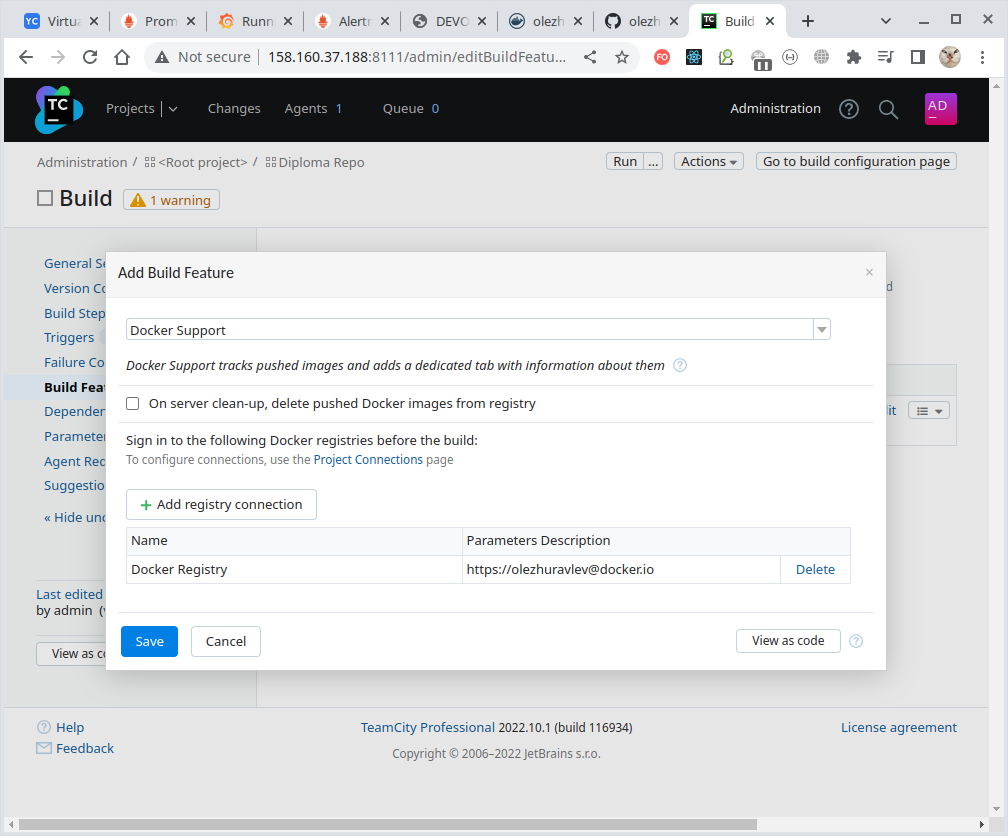 YC Virtua
Prom
Runn
Alertr
DEVO
olezh
olezh
TC Build
Not secure 158.160.37.188:8111/admin/editBuildFeatu...
FO
TC Projects Changes Agents 1 Queue 0 Administration AD
Administration / <Root project> / Diploma Repo Run ... Actions Go to build configuration page
Build 1 warning
General Se
Version Co
Build Step
Triggers
Failure Co
Build Feat
Dependen
Parameter
Agent Req
Suggestio
« Hide unc
Last edited
by admin (
View as co
d
it
Add Build Feature ×
Docker Support
Docker Support tracks pushed images and adds a dedicated tab with information about them ?
On server clean-up, delete pushed Docker images from registry
Sign in to the following Docker registries before the build:
To configure connections, use the Project Connections page
+ Add registry connection
Name Parameters Description
Docker Registry https://olezhuravlev@docker.io Delete
Save Cancel View as code ?
? Help TeamCity Professional 2022.10.1 (build 116934) License agreement
Feedback Copyright © 2006–2022 JetBrains s.r.o.